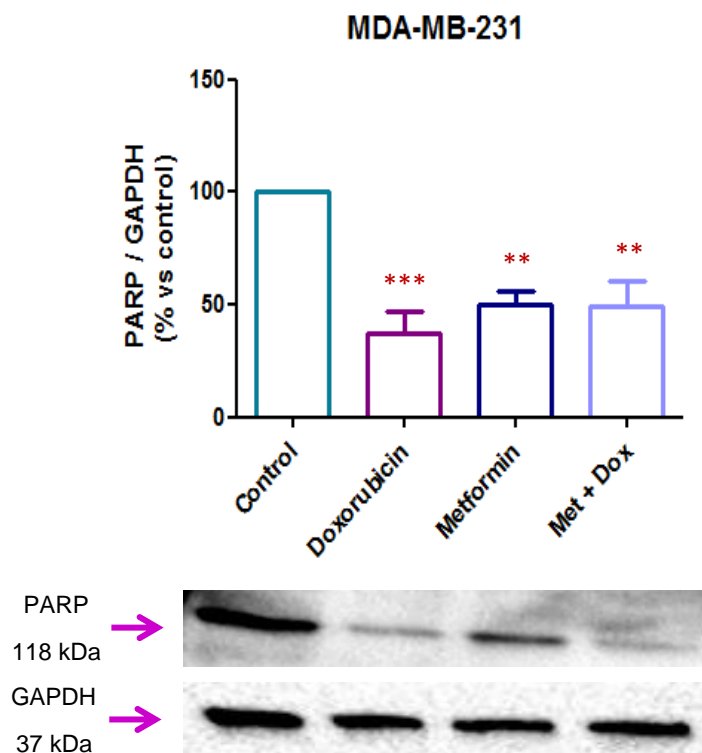 MDA-MB-231
PARP / GAPDH
(% vs control)
150
100
50
0
***
**
**
Control
Doxorubicin
Metformin
Met + Dox
PARP
118 kDa
GAPDH
37 kDa